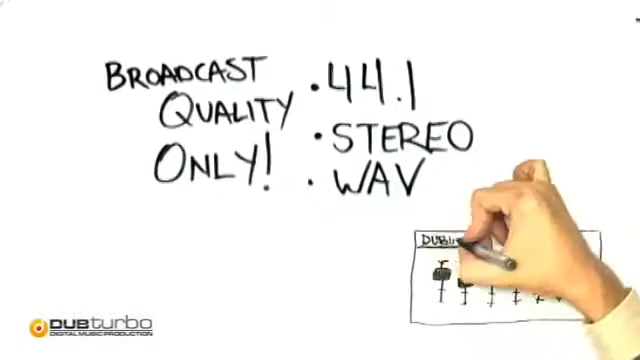 BROADCAST
QUALITY
ONLY!
• 44.1
• STEREO
• WAV
DUBturbo
DIGITAL MUSIC PRODUCTION